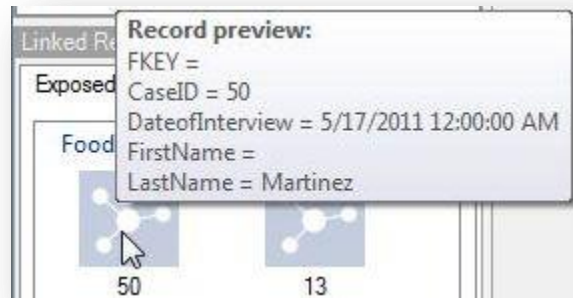 Linked Re
Record preview:
FKEY =
CaseID = 50
DateofInterview = 5/17/2011 12:00:00 AM
FirstName =
LastName = Martinez
Exposed
Food
50
13